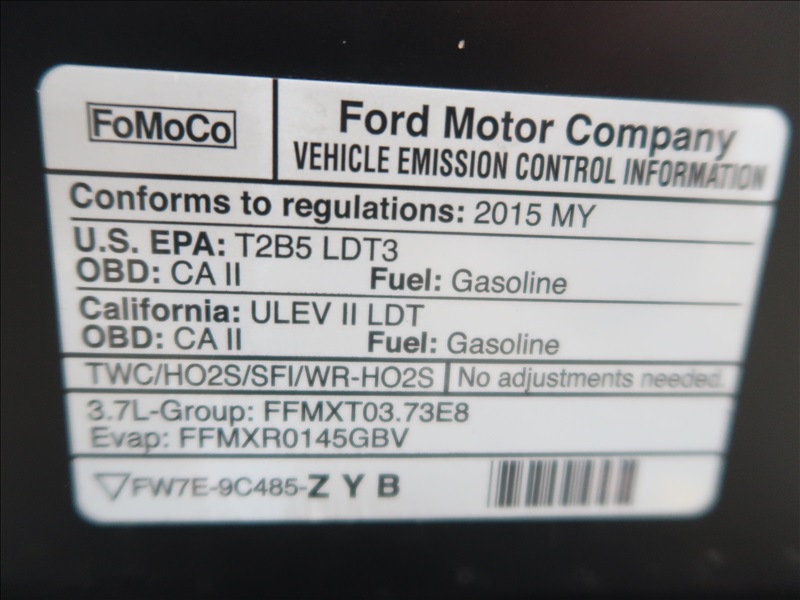 FoMoCo
Ford Motor Company
VEHICLE EMISSION CONTROL INFORMATION
Conforms to regulations: 2015 MY
U.S. EPA: T2B5 LDT3
OBD: CA II Fuel: Gasoline
California: ULEV II LDT
OBD: CA II Fuel: Gasoline
TWC/HO2S/SFI/WR-HO2S No adjustments needed.
3.7L-Group: FFMXT03.73E8
Evap: FFMXR0145GBV
FW7E-9C485-Z Y B